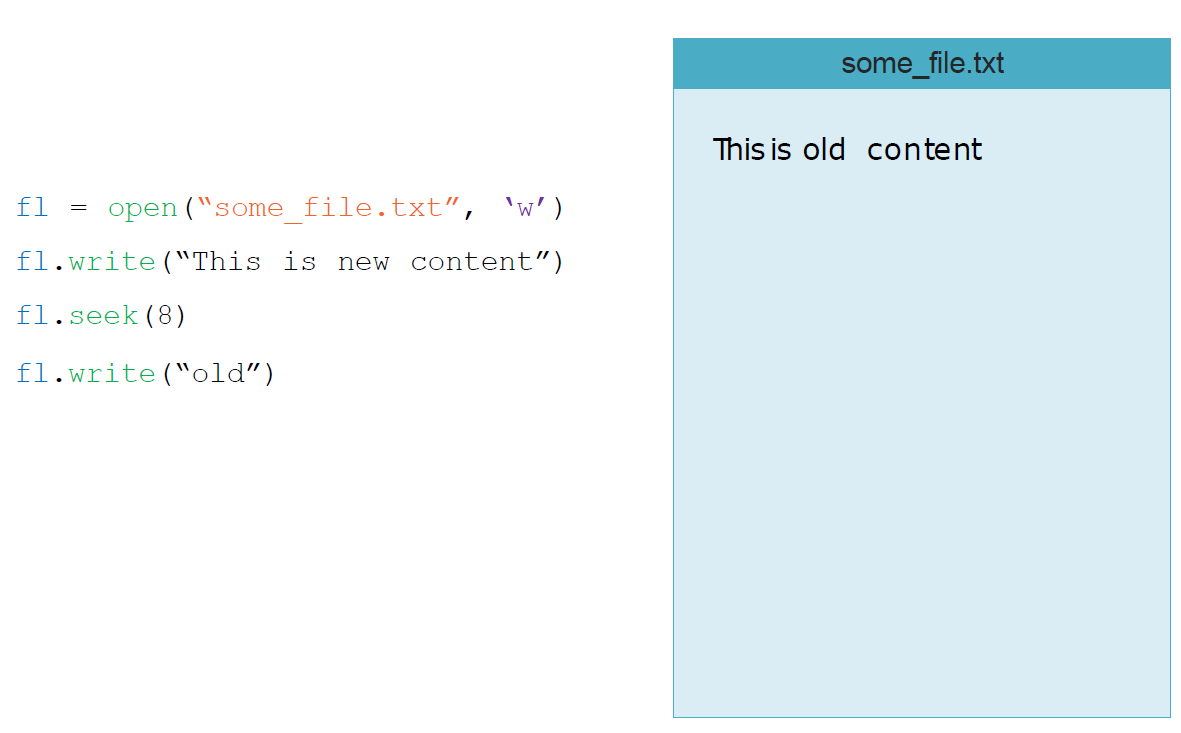 some_file.txt
This is old content
fl = open(“some_file.txt”, ‘w’)
fl.write(“This is new content”)
fl.seek(8)
fl.write(“old”)